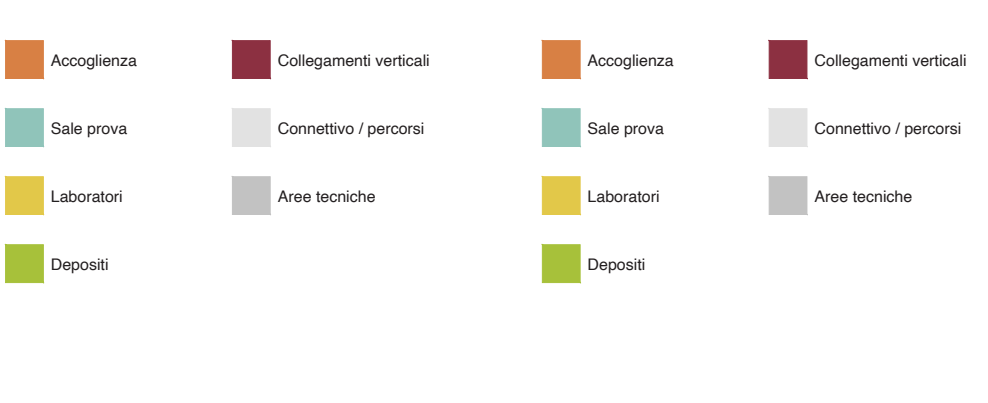 Accoglienza
Collegamenti verticali
Sale prova
Connettivo / percorsi
Laboratori
Aree tecniche
Depositi
Accoglienza
Collegamenti verticali
Sale prova
Connettivo / percorsi
Laboratori
Aree tecniche
Depositi